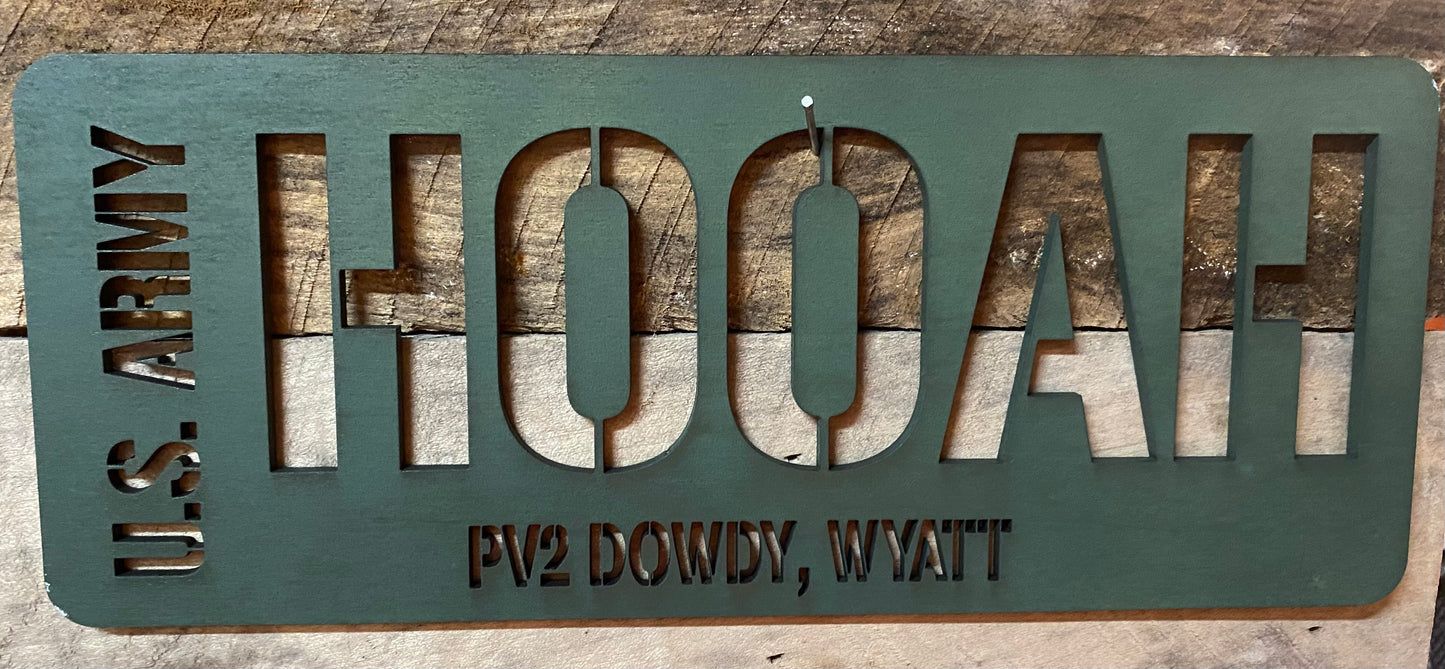 U.S. ARMY
HOOAH
PV2 DOWDY, WYATT